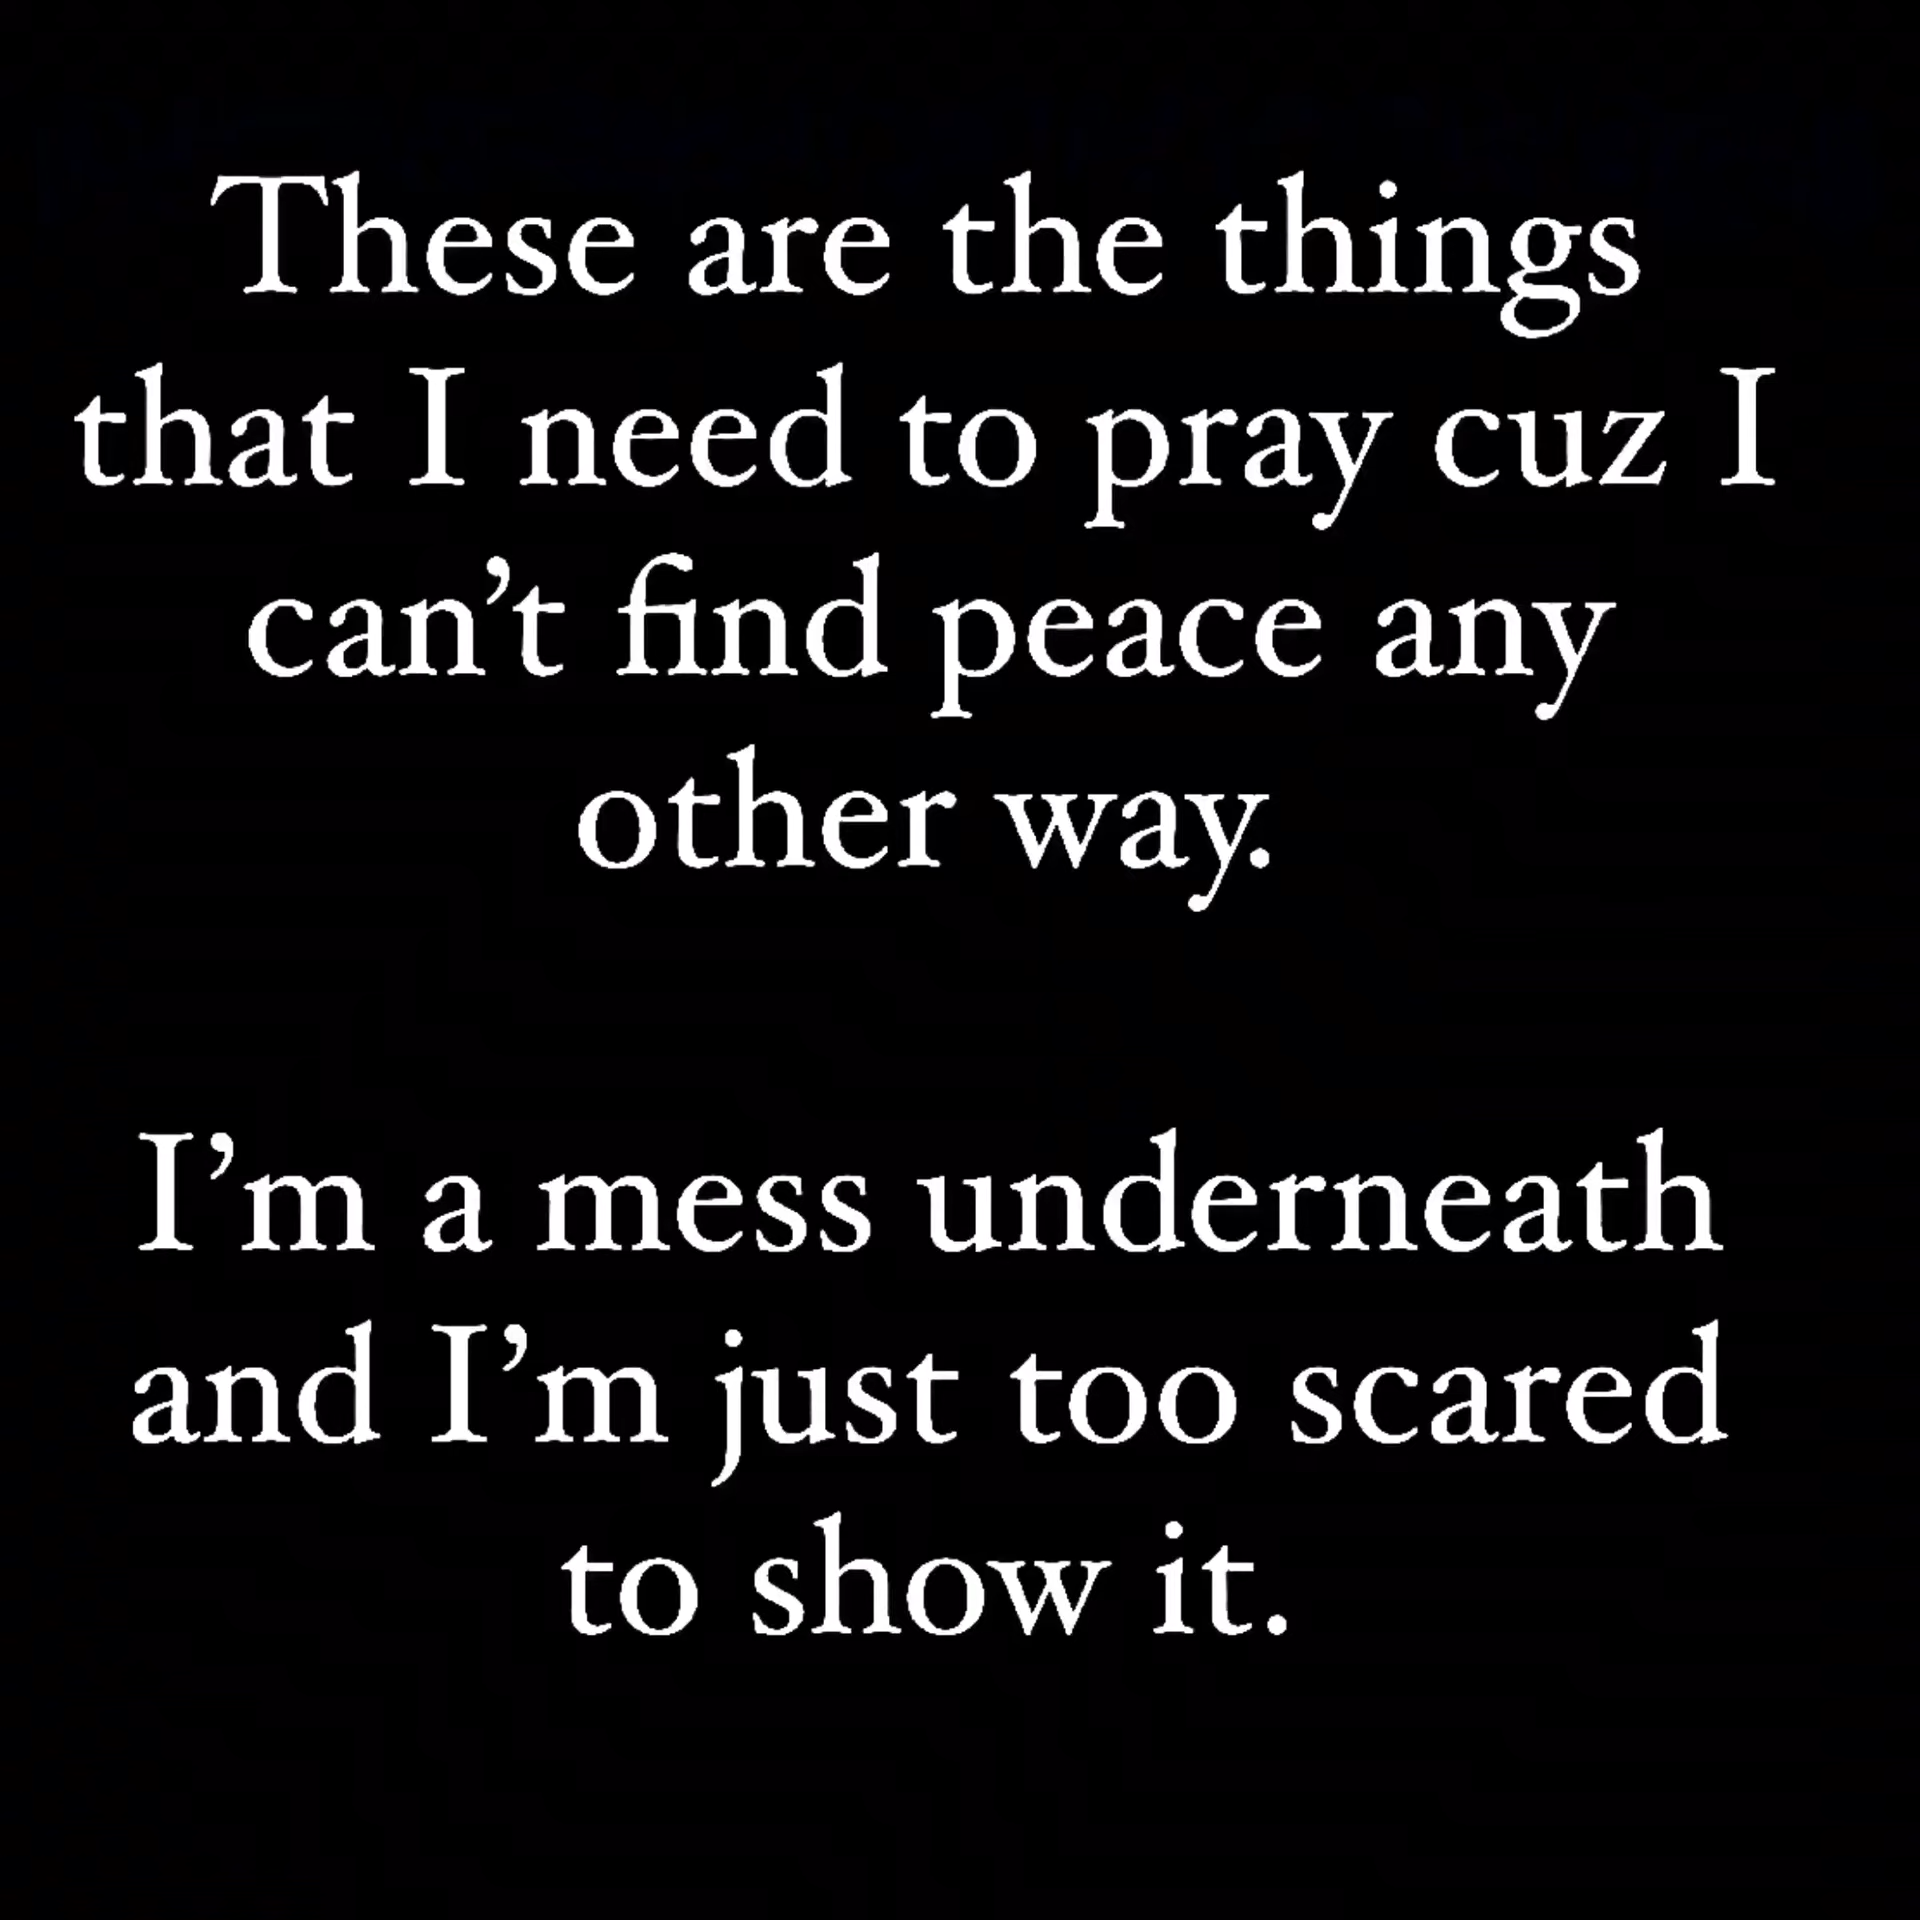 These are the things
that I need to pray cuz I
can’t find peace any
other way.
I’m a mess underneath
and I’m just too scared
to show it.